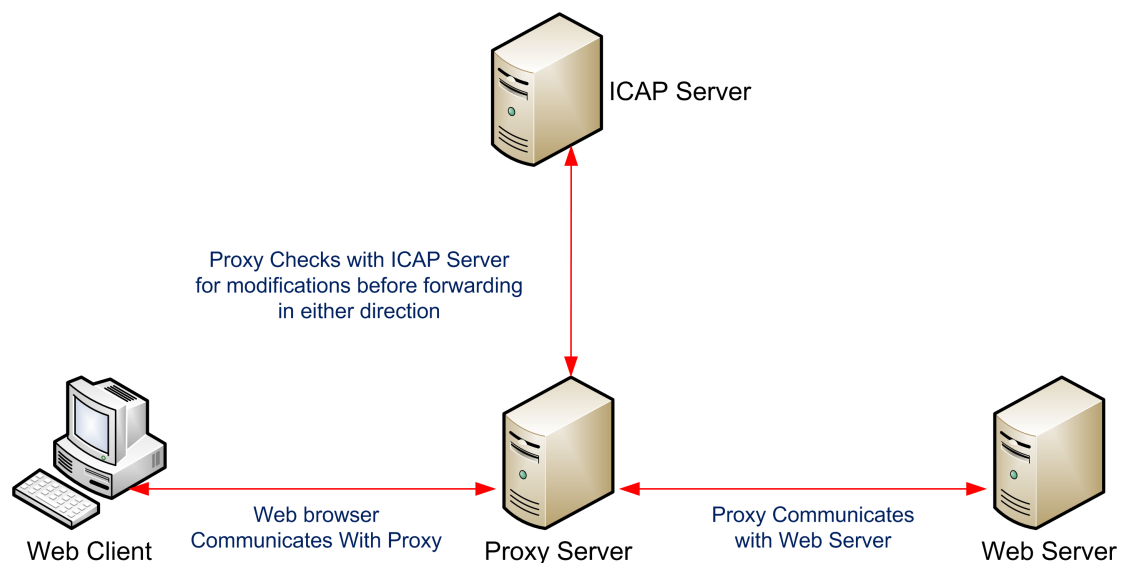 ICAP Server
Proxy Checks with ICAP Server
for modifications before forwarding
in either direction
Web browser
Communicates With Proxy
Proxy Communicates
with Web Server
Web Client
Proxy Server
Web Server